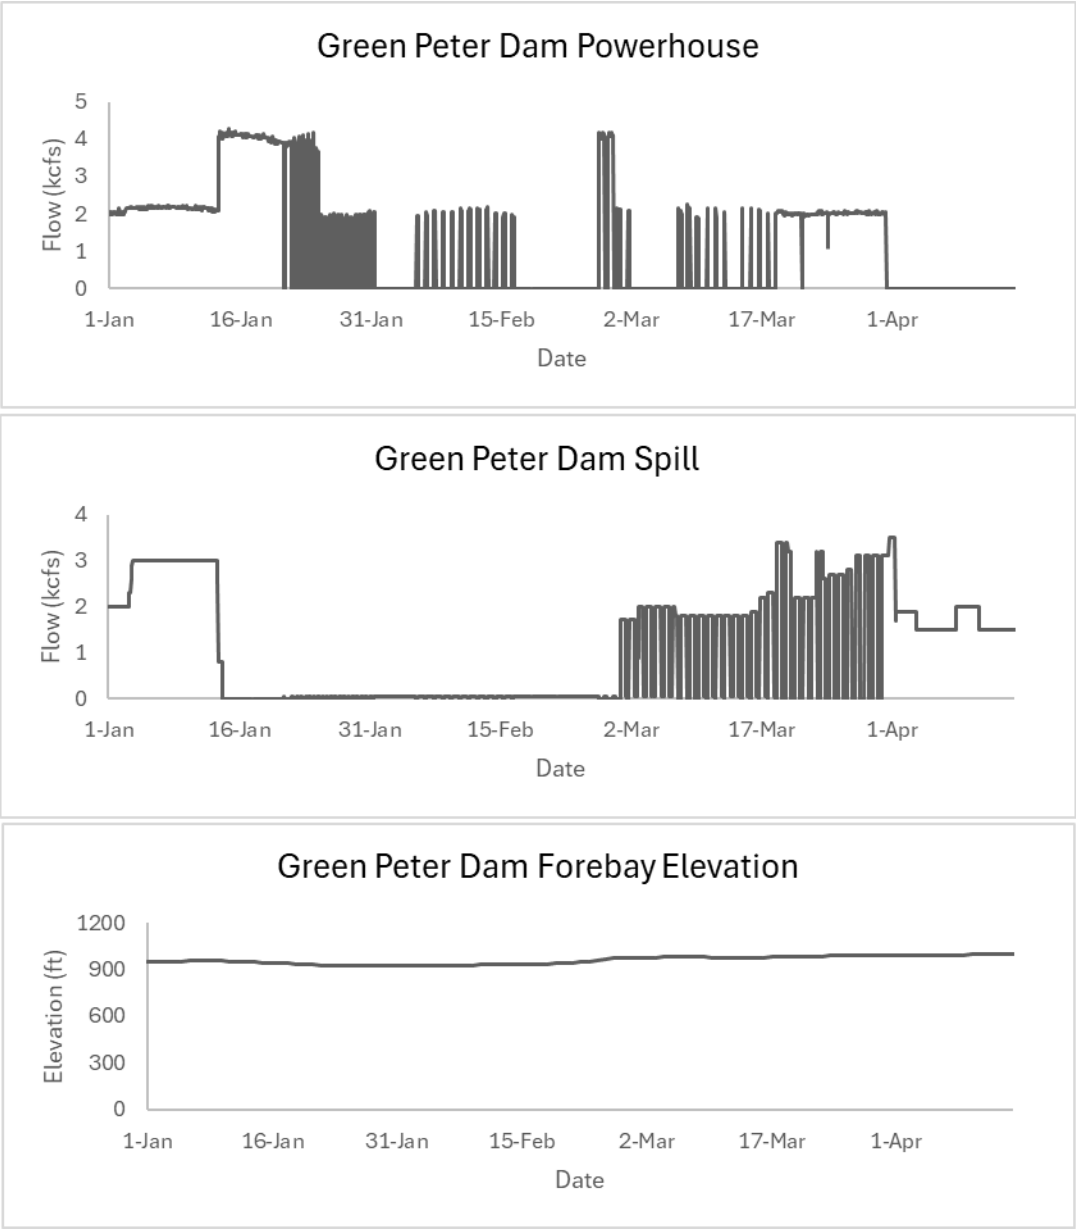 Green Peter Dam Powerhouse
Flow (kcfs)
5
4
3
2
1
0
1-Jan 16-Jan 31-Jan 15-Feb 2-Mar 17-Mar 1-Apr
Date
Green Peter Dam Spill
Flow (kcfs)
4
3
2
1
0
1-Jan 16-Jan 31-Jan 15-Feb 2-Mar 17-Mar 1-Apr
Date
Green Peter Dam Forebay Elevation
Elevation (ft)
1200
900
600
300
0
1-Jan 16-Jan 31-Jan 15-Feb 2-Mar 17-Mar 1-Apr
Date